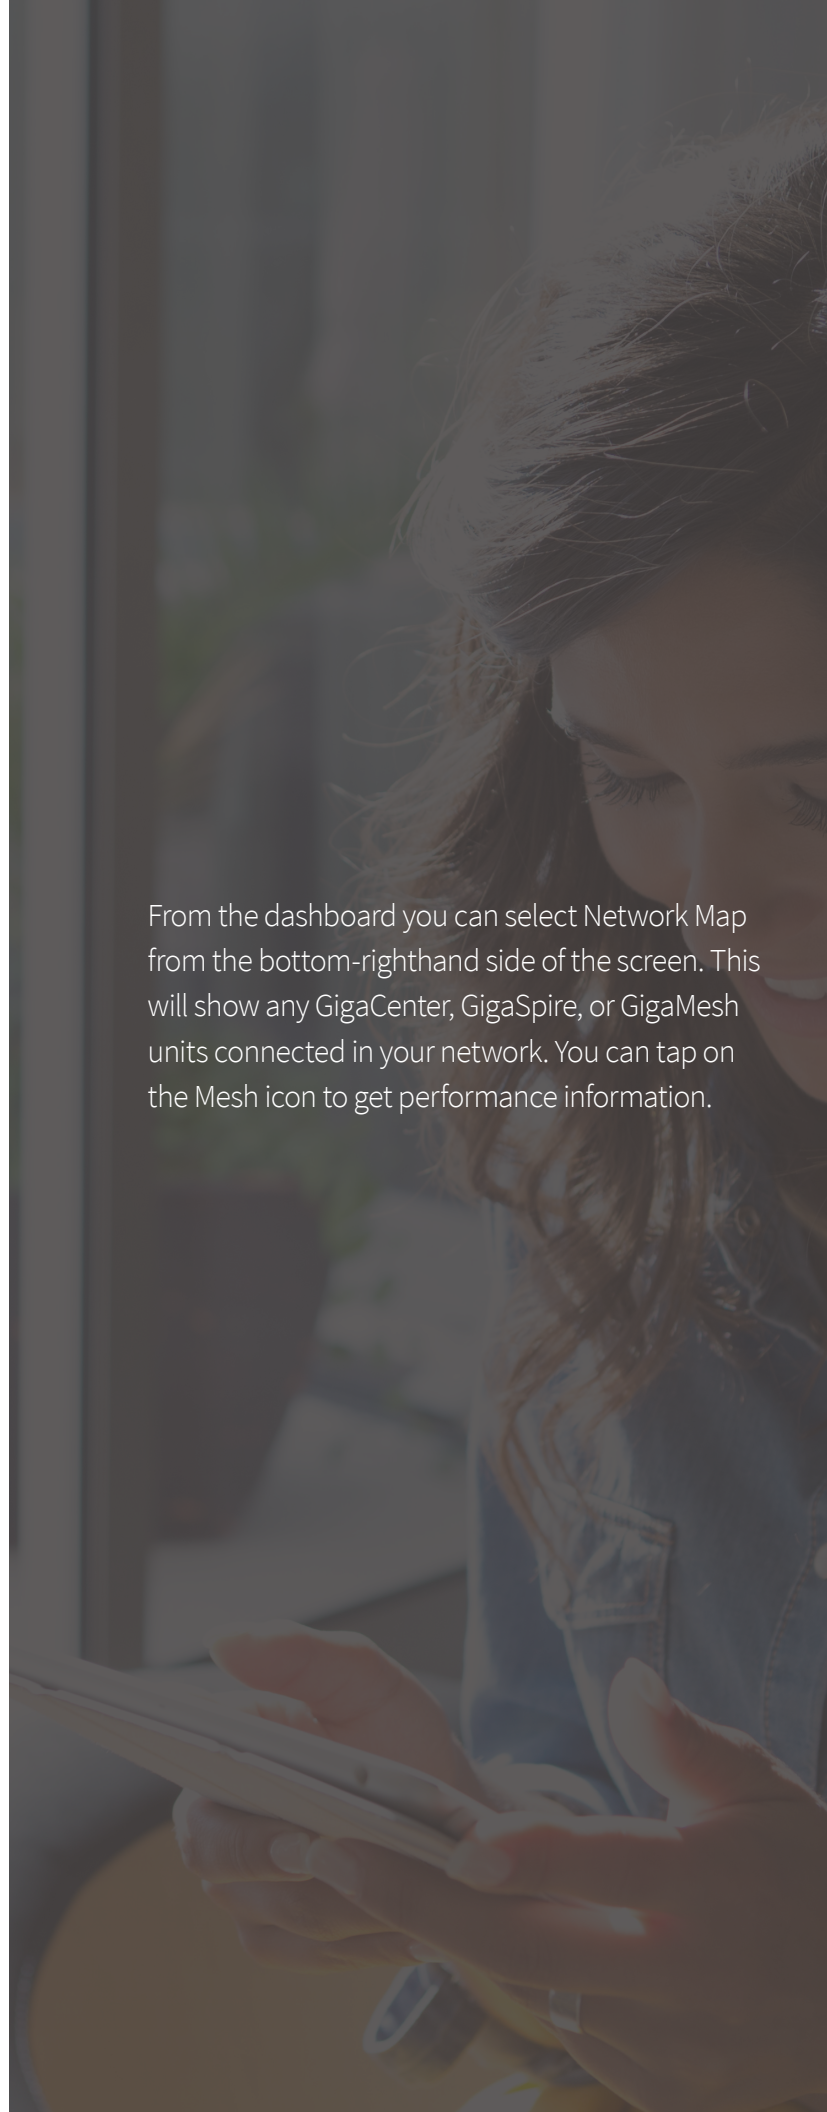 From the dashboard you can select Network Map
from the bottom-righthand side of the screen. This
will show any GigaCenter, GigaSpire, or GigaMesh
units connected in your network. You can tap on
the Mesh icon to get performance information.